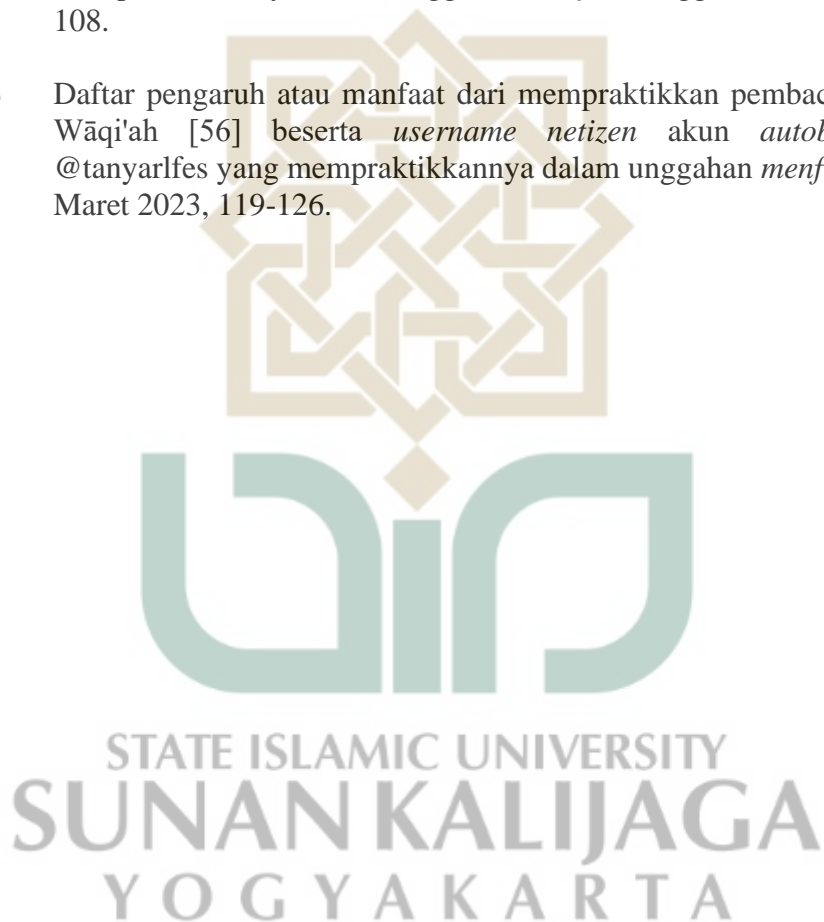 108.
Daftar pengaruh atau manfaat dari mempraktikkan pembac
Wāqi'ah [56] beserta username netizen akun autob
@tanyarlfes yang mempraktikkannya dalam unggahan menf
Maret 2023, 119-126.
STATE ISLAMIC UNIVERSITY
SUNAN KALIJAGA
YOGYAKARTA